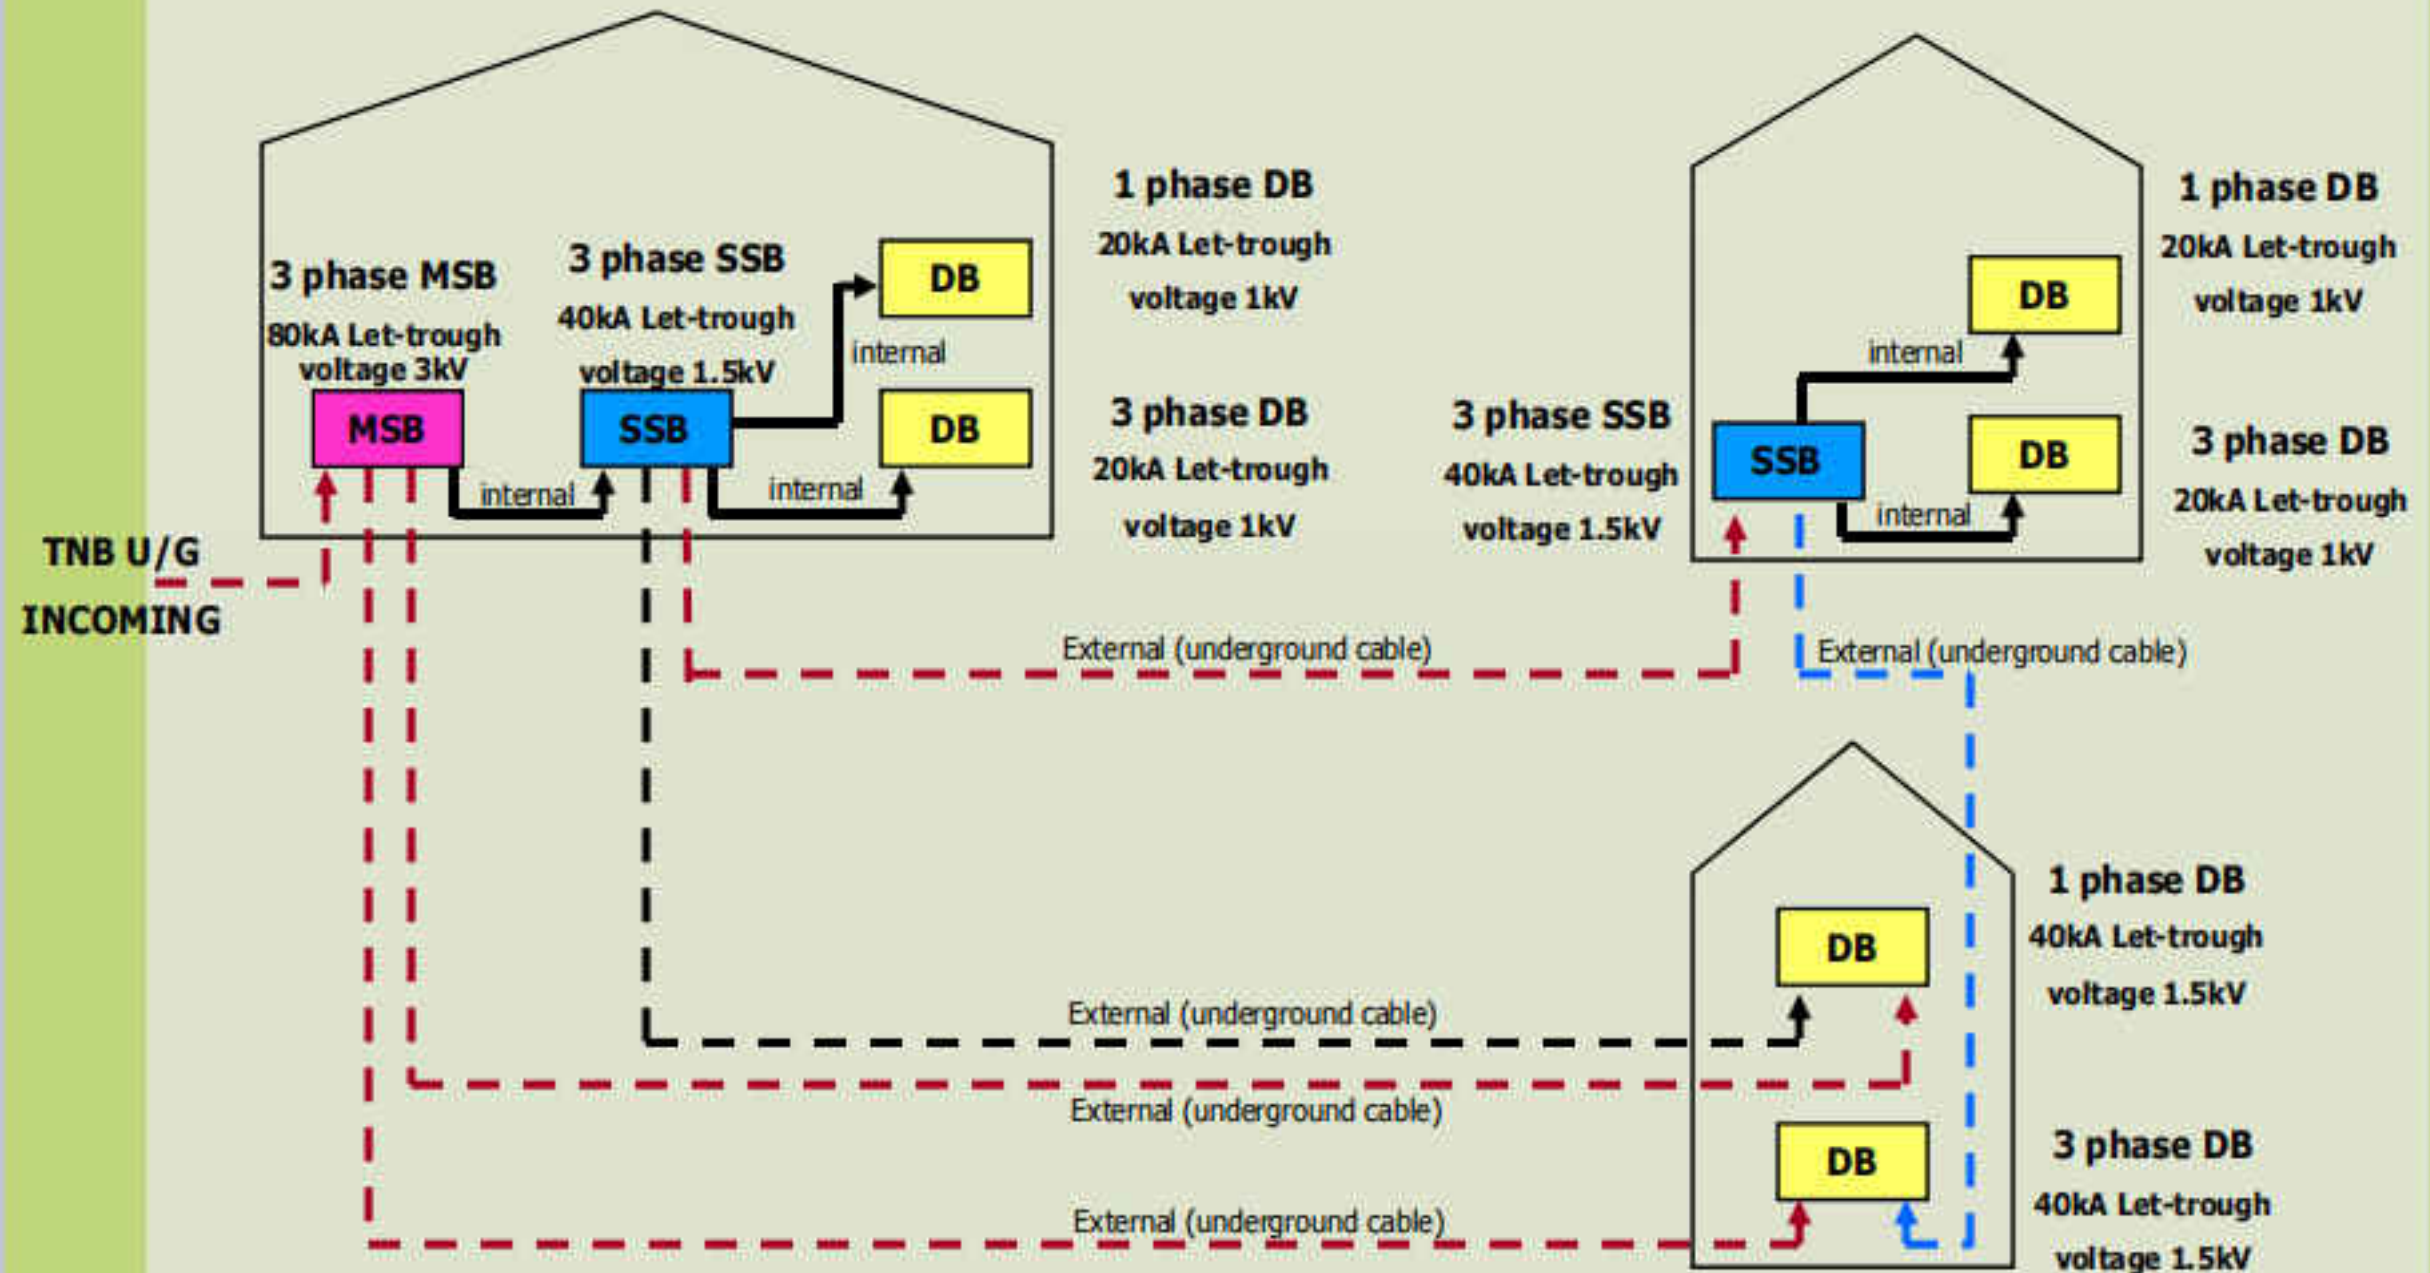 1 phase DB
20kA Let-trough
voltage 1kV
1 phase DB
20kA Let-trough
voltage 1kV
3 phase MSB
80kA Let-trough
voltage 3kV
3 phase SSB
40kA Let-trough
voltage 1.5kV
DB
DB
internal
internal
MSB
SSB
DB
3 phase DB
20kA Let-trough
voltage 1kV
3 phase SSB
40kA Let-trough
voltage 1.5kV
SSB
DB
3 phase DB
20kA Let-trough
voltage 1kV
internal
internal
internal
TNB U/G
INCOMING
External (underground cable)
External (underground cable)
DB
1 phase DB
40kA Let-trough
voltage 1.5kV
External (underground cable)
External (underground cable)
DB
3 phase DB
40kA Let-trough
voltage 1.5kV
External (underground cable)